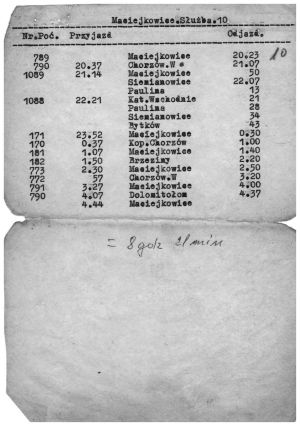 Maciejkowice.Służba.10
Nr.Poc. Przyjazd Odjazd.
10
789 Maciejkowice 20.23
790 20.37 Chorzów.W 21.07
1089 21.14 Maciejkowice 50
Siemianowice 22.07
Paulina 13
1088 22.21 Kat.Wschodnie 21
Paulina 28
Siemianowice 34
Bytków 43
171 23.52 Maciejkowice 0.30
170 0.37 Kop.Chorzów 1.00
181 1.07 Maciejkowice 1.40
182 1.50 Brzeziny 2.20
773 2.30 Maciejkowice 2.50
772 57 Chorzów.W 3.20
791 3.27 Maciejkowice 4.00
790 4.07 Dolomitołom 4.37
4.44 Maciejkowice
= 8 godz 21 min